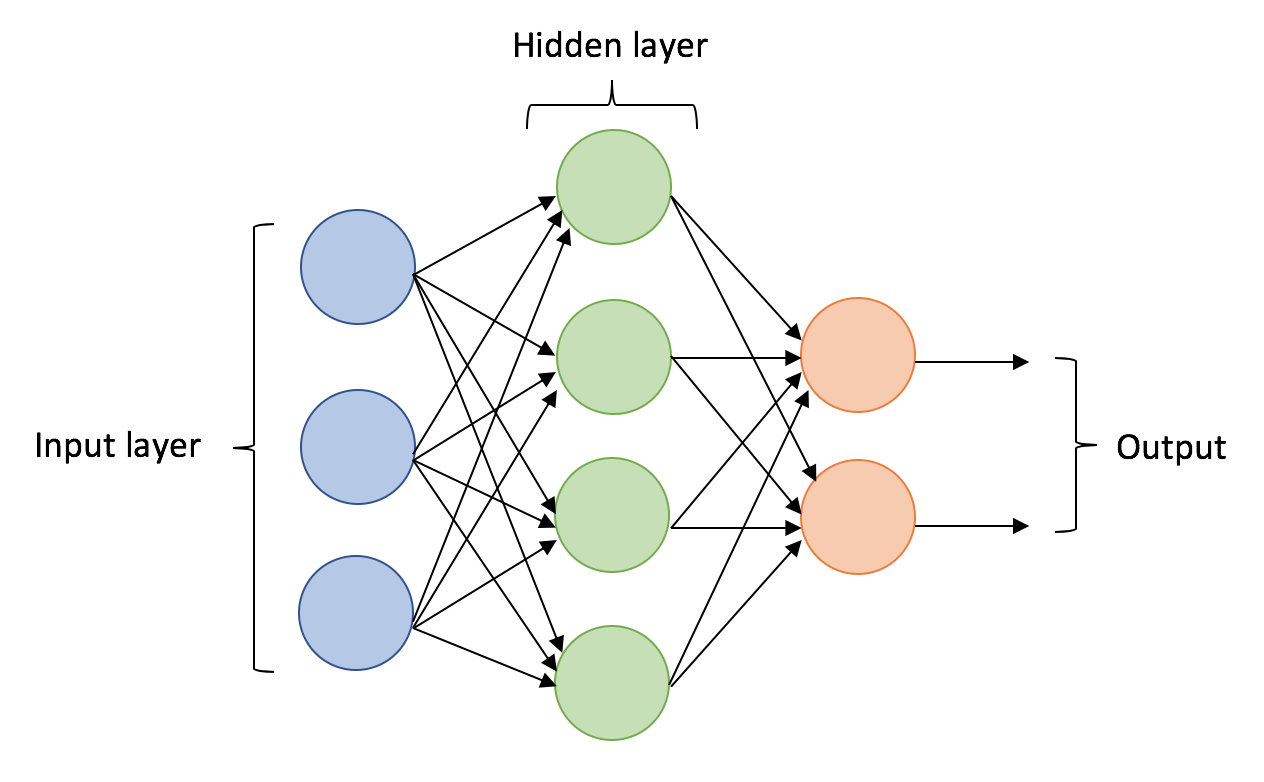 Hidden layer
Input layer
Output